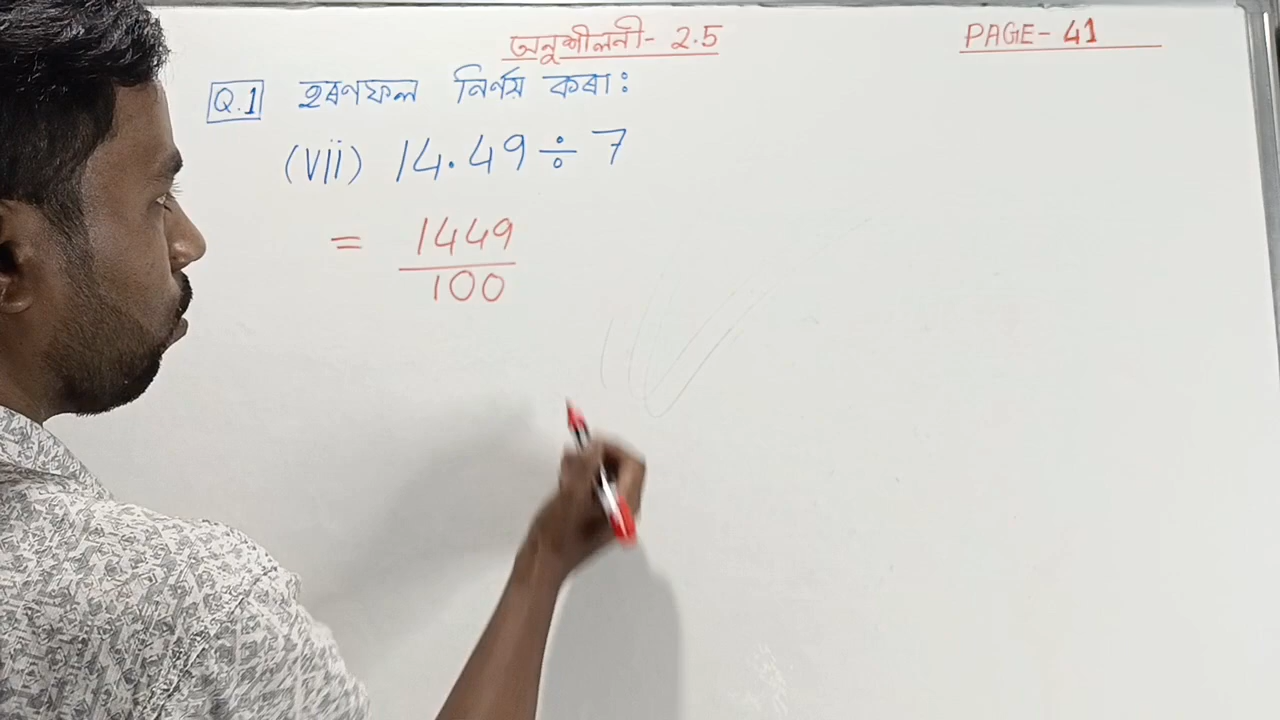 অনুশীলনী- 2.5
PAGE- 41
Q.1 হৰণফল নিৰ্ণয় কৰা:
(vii) 14.49 ÷ 7
= 1449
100